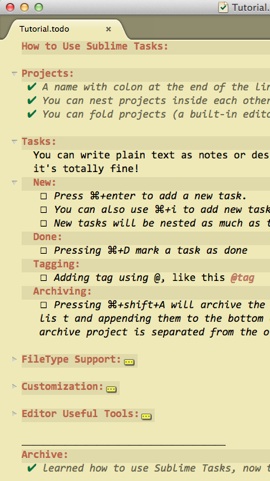 Tutorial.
Tutorial.todo ×
How to Use Sublime Tasks:
Projects:
✔ A name with colon at the end of the
✔ You can nest projects inside each other
✔ You can fold projects (a built-in
Tasks:
You can write plain text as notes or
it's totally fine!
New:
☐ Press ⌘+enter to add a new task.
☐ You can also use ⌘+i to add new
☐ New tasks will be nested as much as
Done:
☐ Pressing ⌘+D mark a task as done
Tagging:
☐ Adding tag using @, like this @tag
Archiving:
☐ Pressing ⌘+shift+A will archive the
lis t and appending them to the bottom
archive project is separated from the
FileType Support:
Customization:
Editor Useful Tools:
Archive:
✔ Learned how to use Sublime Tasks, now